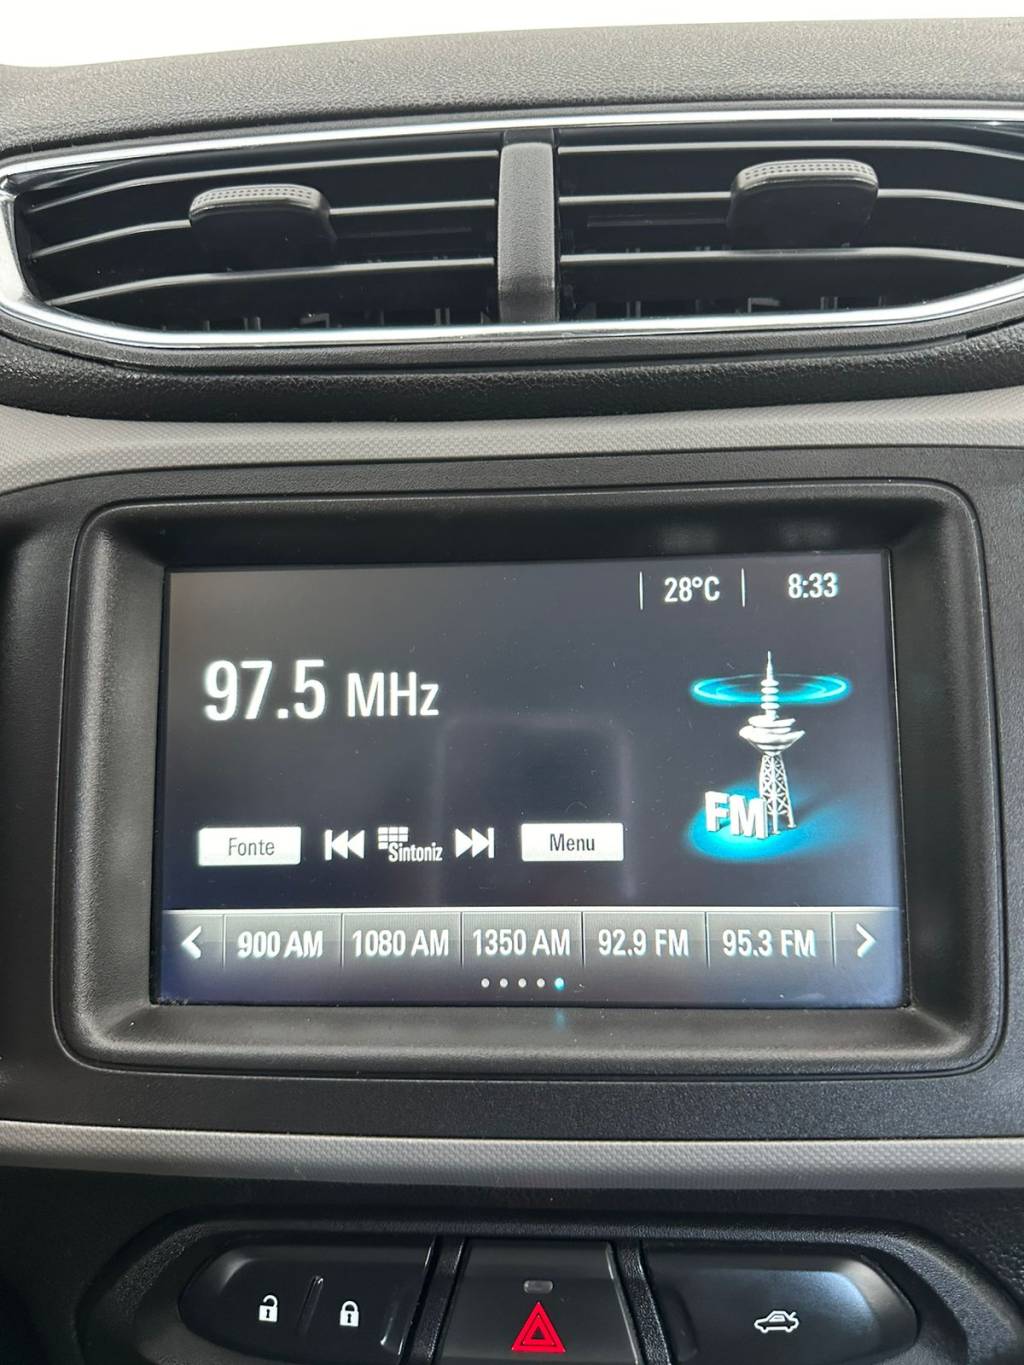 28°C 8:33
97.5 MHz
FM
Fonte Sintoniz Menu
900 AM 1080 AM 1350 AM 92.9 FM 95.3 FM